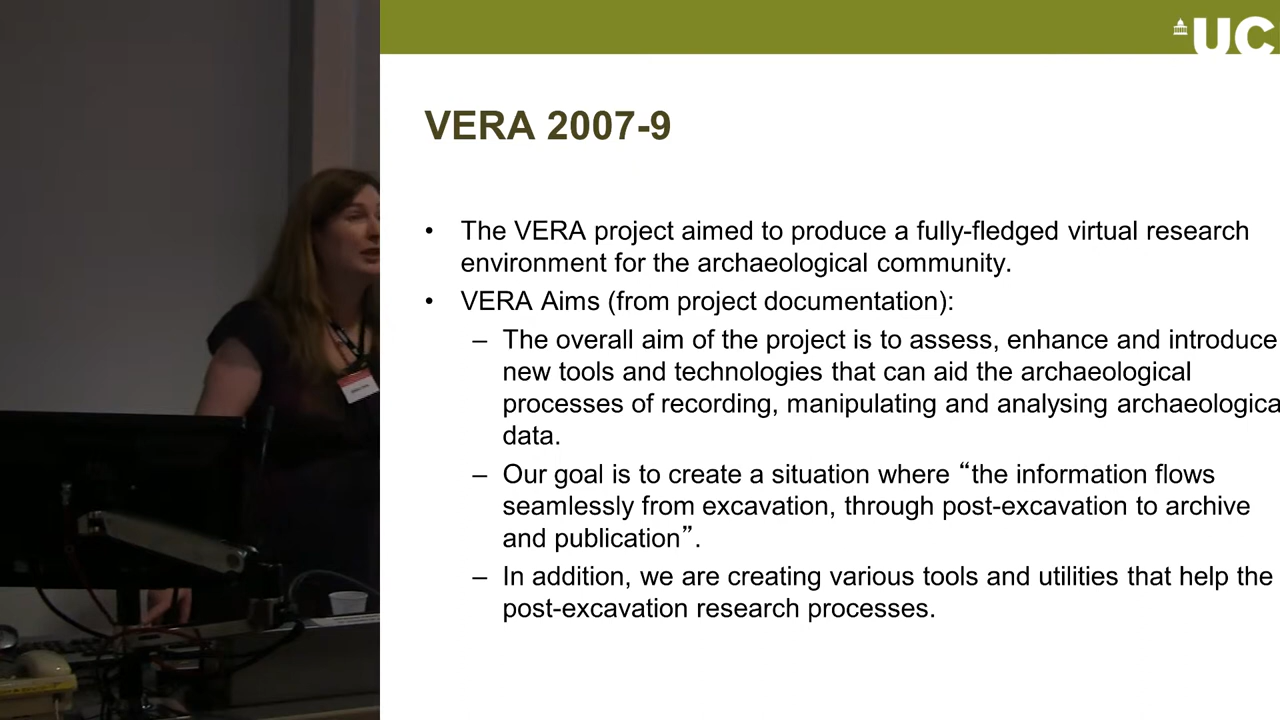 UC
VERA 2007-9
• The VERA project aimed to produce a fully-fledged virtual research
environment for the archaeological community.
• VERA Aims (from project documentation):
– The overall aim of the project is to assess, enhance and introduce
new tools and technologies that can aid the archaeological
processes of recording, manipulating and analysing archaeologica
data.
– Our goal is to create a situation where “the information flows
seamlessly from excavation, through post-excavation to archive
and publication”.
– In addition, we are creating various tools and utilities that help the
post-excavation research processes.